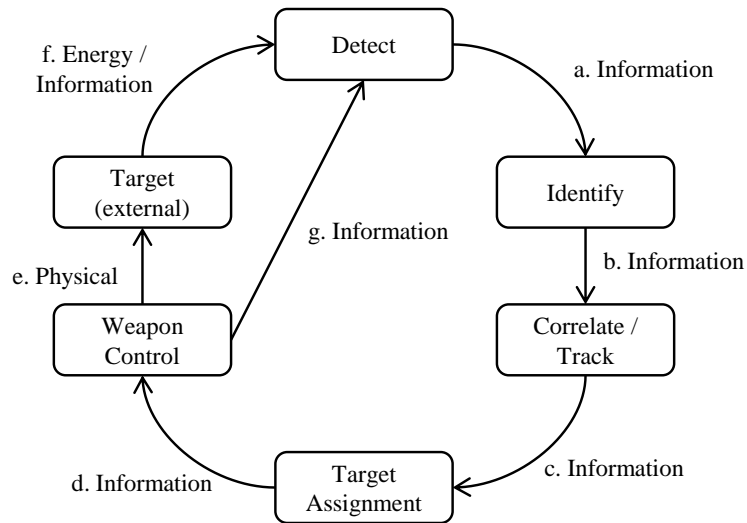 Detect
a. Information
Identify
b. Information
Correlate /
Track
c. Information
Target
Assignment
d. Information
Weapon
Control
e. Physical
Target
(external)
f. Energy /
Information
g. Information